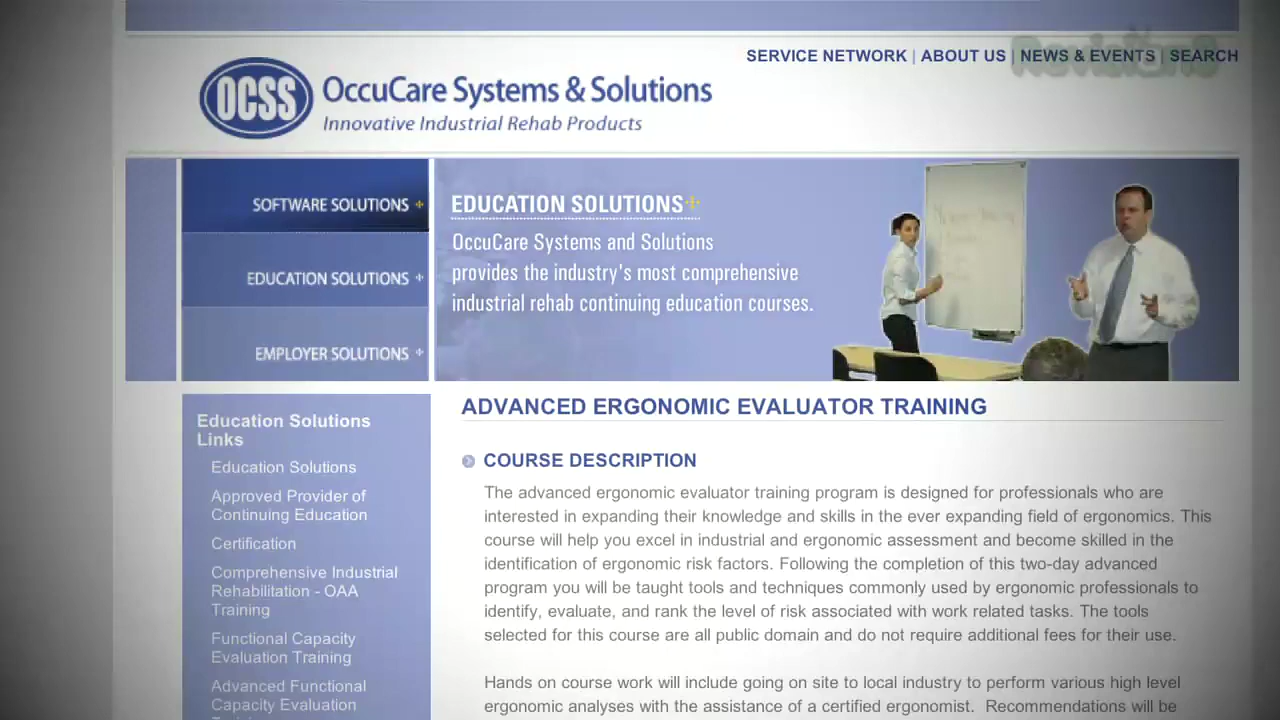 SERVICE NETWORK | ABOUT US | NEWS & EVENTS | SEARCH
Revision3
OCSS
OccuCare Systems & Solutions
Innovative Industrial Rehab Products
SOFTWARE SOLUTIONS
EDUCATION SOLUTIONS
EMPLOYER SOLUTIONS
EDUCATION SOLUTIONS
OccuCare Systems and Solutions
provides the industry's most comprehensive
industrial rehab continuing education courses.
Education Solutions
Links
Education Solutions
Approved Provider of
Continuing Education
Certification
Comprehensive Industrial
Rehabilitation - OAA
Training
Functional Capacity
Evaluation Training
Advanced Functional
Capacity Evaluation
ADVANCED ERGONOMIC EVALUATOR TRAINING
COURSE DESCRIPTION
The advanced ergonomic evaluator training program is designed for professionals who are
interested in expanding their knowledge and skills in the ever expanding field of ergonomics. This
course will help you excel in industrial and ergonomic assessment and become skilled in the
identification of ergonomic risk factors. Following the completion of this two-day advanced
program you will be taught tools and techniques commonly used by ergonomic professionals to
identify, evaluate, and rank the level of risk associated with work related tasks. The tools
selected for this course are all public domain and do not require additional fees for their use.
Hands on course work will include going on site to local industry to perform various high level
ergonomic analyses with the assistance of a certified ergonomist. Recommendations will be